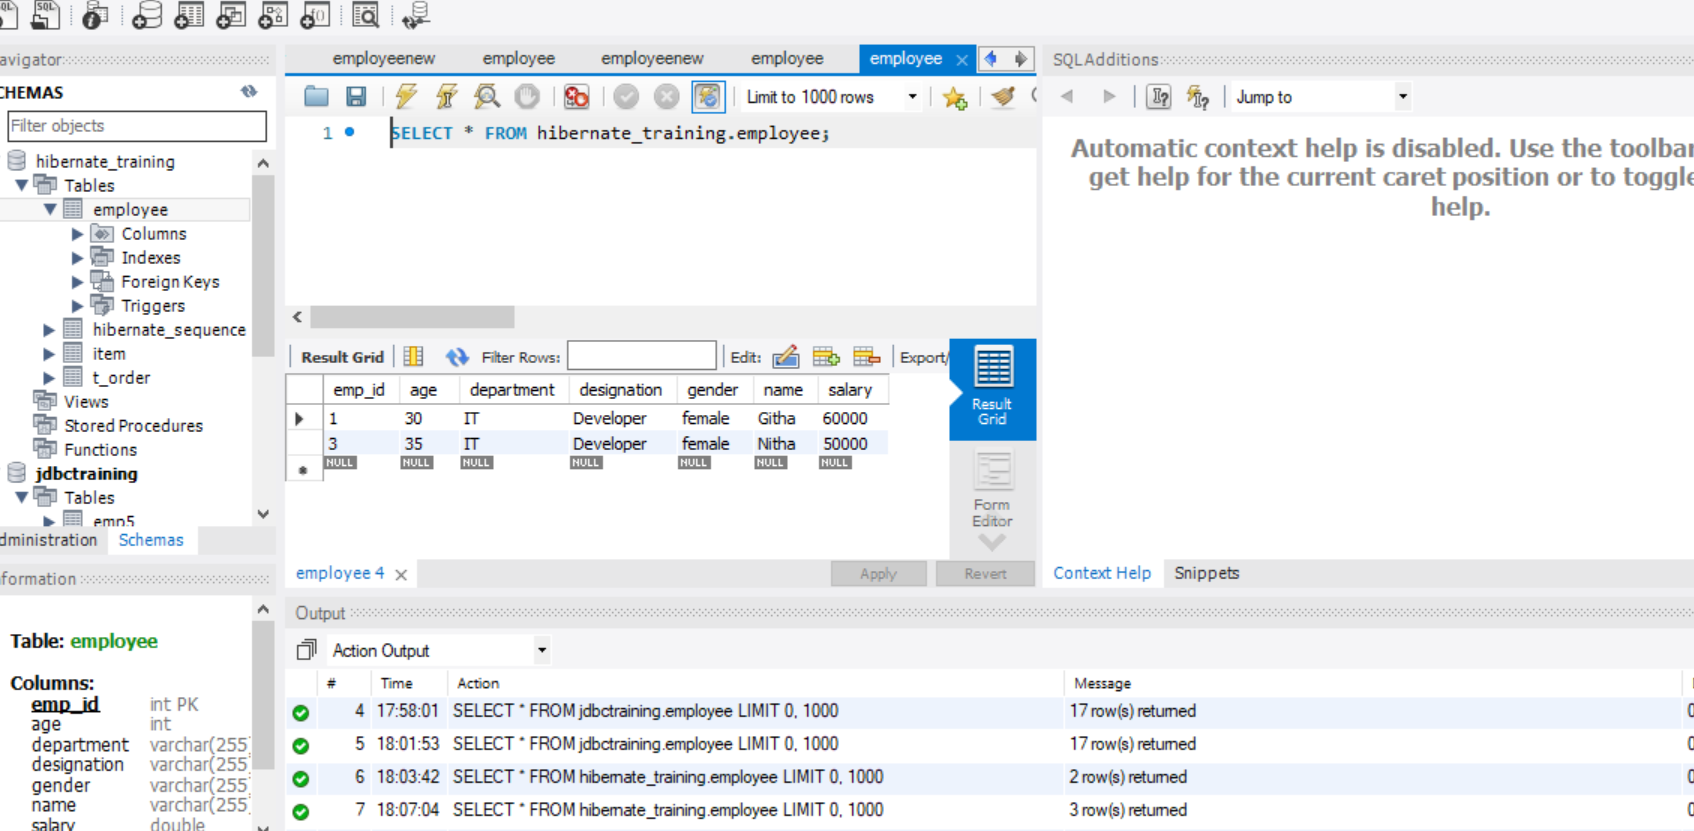 SQL
employeenew employee employeenew employee employee
SQLAdditions
avigator
CHEMAS
Filter objects
hibernate_training
Tables
employee
Columns
Indexes
Foreign Keys
Triggers
hibernate_sequence
item
t_order
Views
Stored Procedures
Functions
jdbctraining
Tables
emp5
dministration Schemas
Limit to 1000 rows
1 SELECT * FROM hibernate_training.employee;
Jump to
Automatic context help is disabled. Use the toolbar
get help for the current caret position or to toggle
help.
Result Grid Filter Rows: Edit: Export/
emp_id age department designation gender name salary
1 30 IT Developer female Githa 60000
3 35 IT Developer female Nitha 50000
NULL NULL NULL NULL NULL NULL NULL
Result
Grid
Form
Editor
employee 4 Apply Revert
Context Help Snippets
formation
Table: employee
Columns:
emp_id int PK
age int
department varchar(255)
designation varchar(255)
gender varchar(255)
name varchar(255)
salary double
Output
Action Output
# Time Action Message
4 17:58:01 SELECT * FROM jdbctraining.employee LIMIT 0, 1000 17 row(s) returned 0
5 18:01:53 SELECT * FROM jdbctraining.employee LIMIT 0, 1000 17 row(s) returned 0
6 18:03:42 SELECT * FROM hibernate_training.employee LIMIT 0, 1000 2 row(s) returned 0
7 18:07:04 SELECT * FROM hibernate_training.employee LIMIT 0, 1000 3 row(s) returned 0